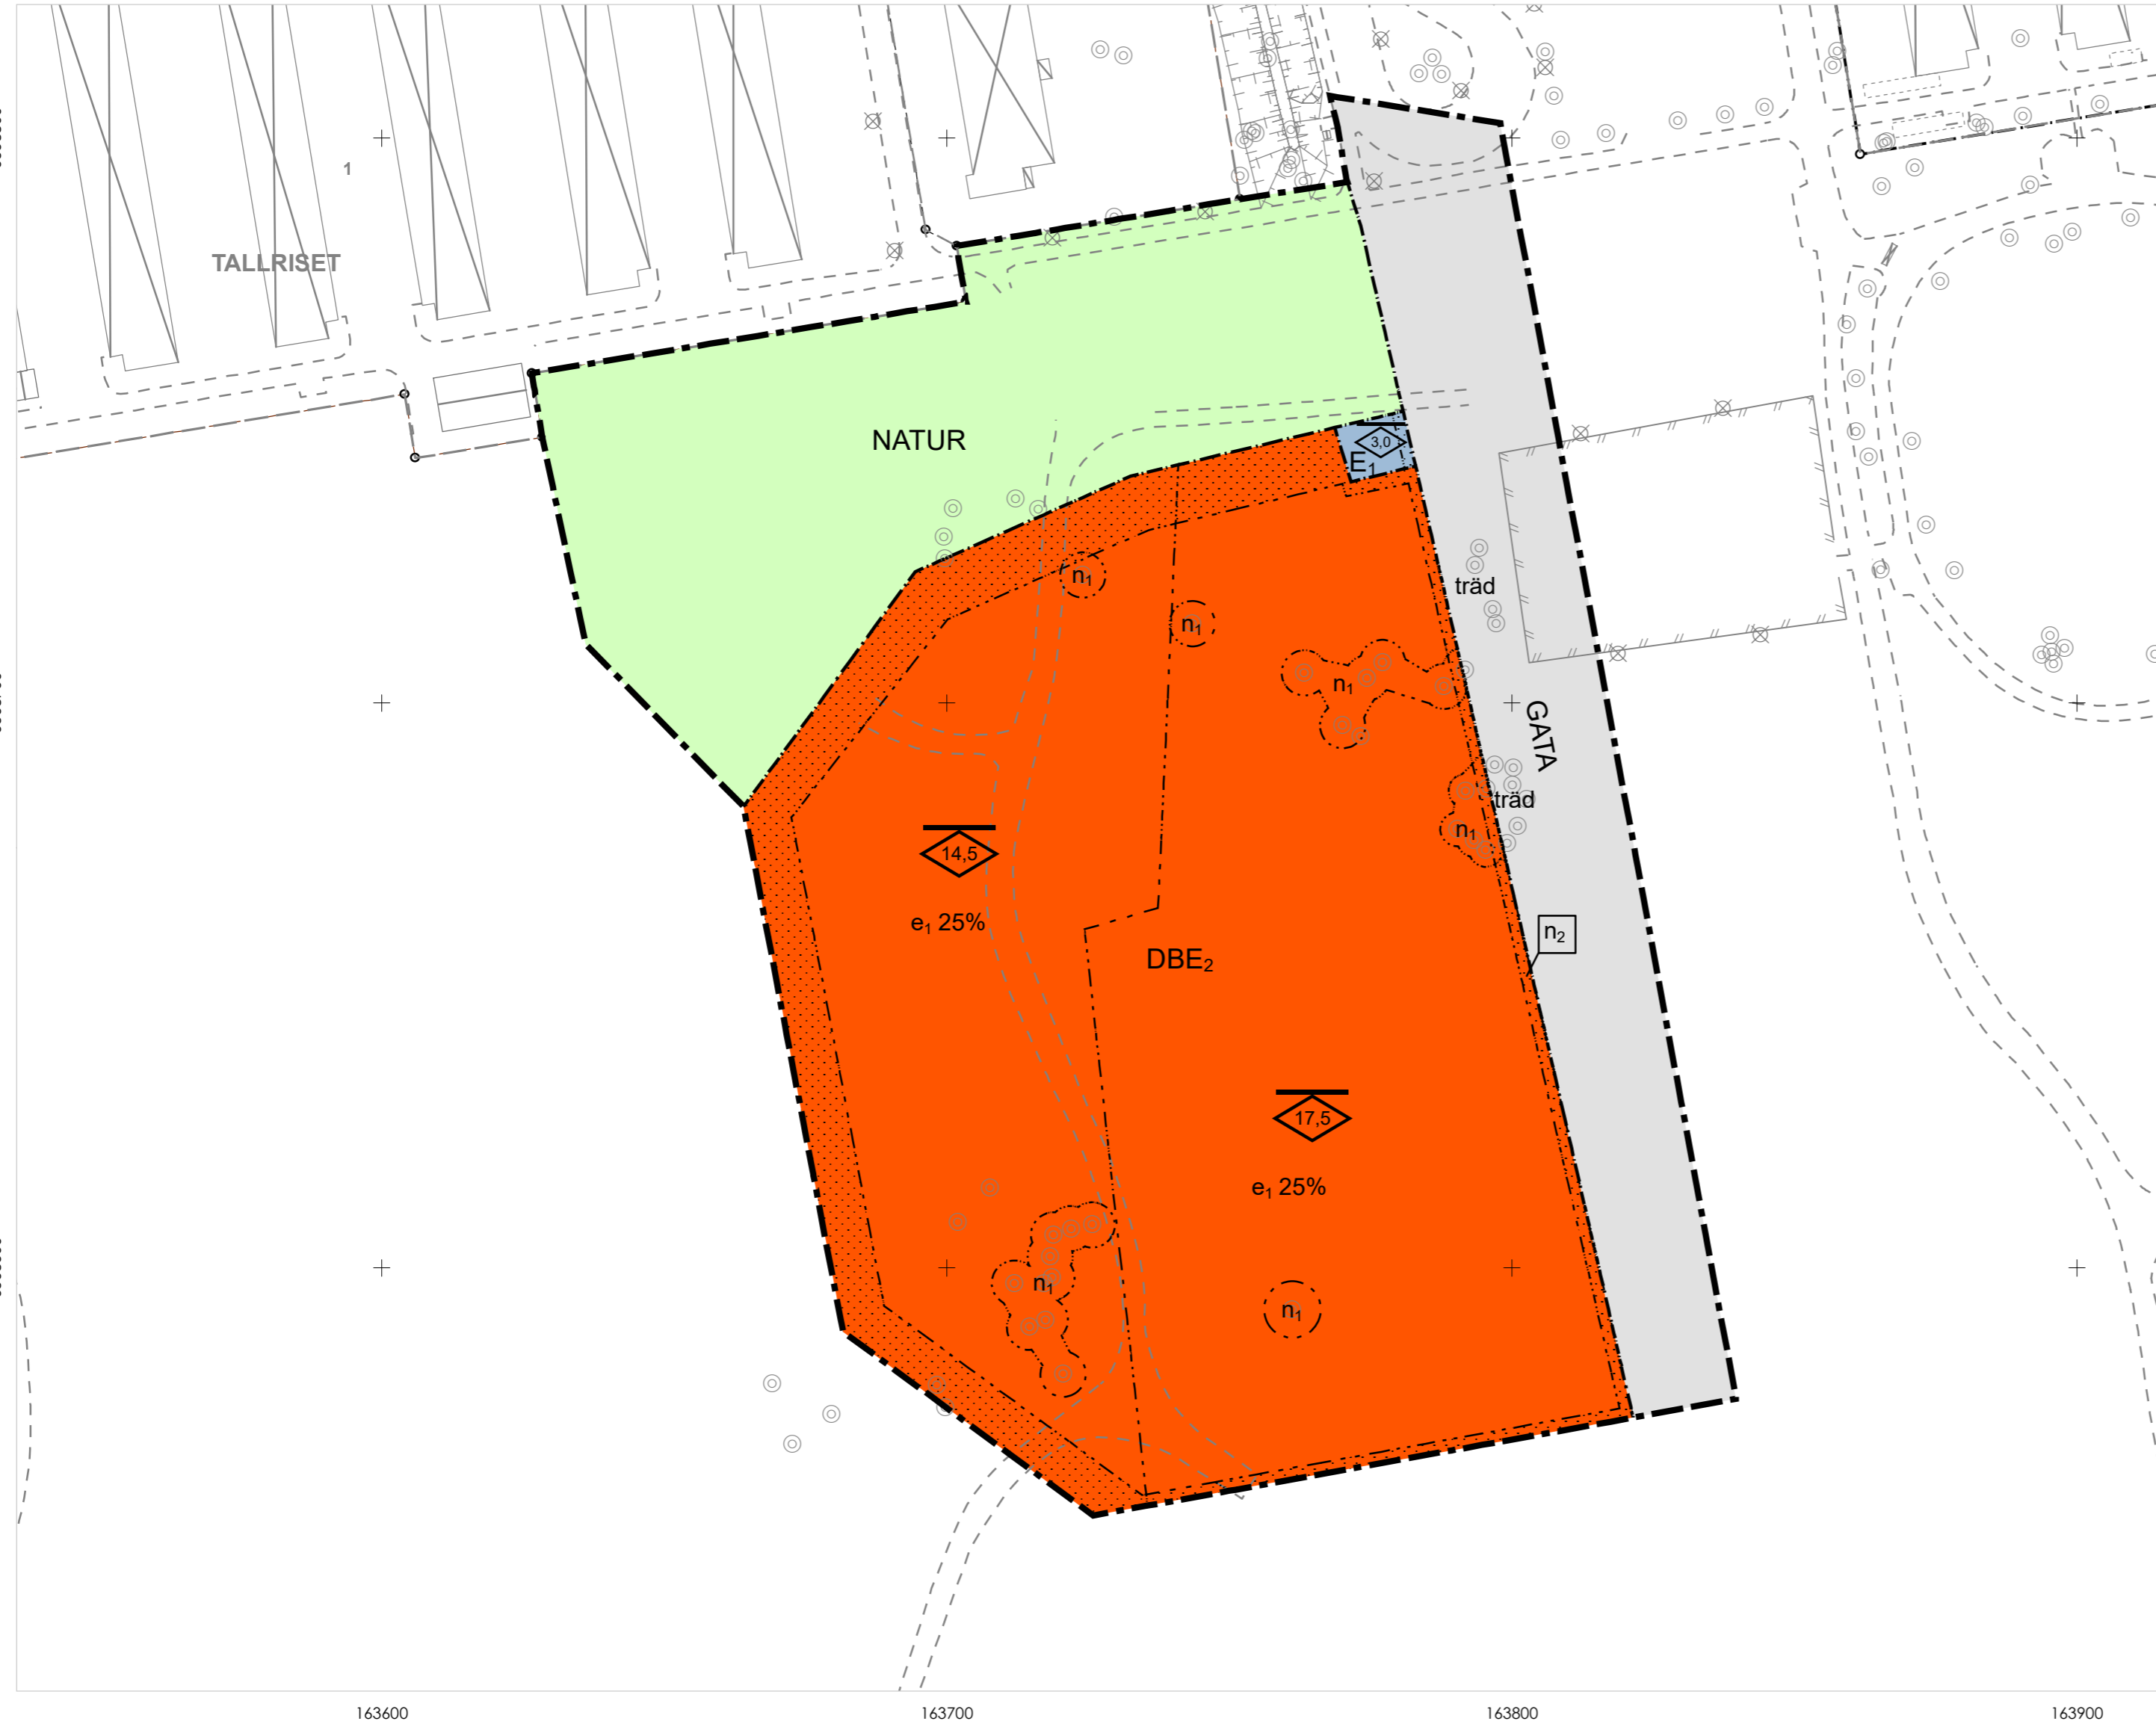 1
TALLRISET
NATUR
3,0
E₁
n₁
träd
n₁
n₁
GATA
träd
n₁
14,5
e₁ 25%
n₂
DBE₂
17,5
e₁ 25%
n₁
n₁
163600
163700
163800
163900